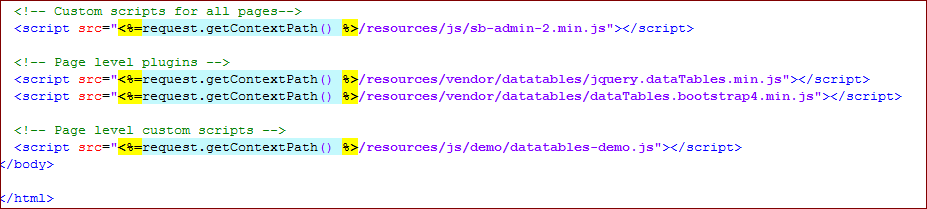 <!-- Custom scripts for all pages-->
<script src="<%=request.getContextPath() %>/resources/js/sb-admin-2.min.js"></script>
<!-- Page level plugins -->
<script src="<%=request.getContextPath() %>/resources/vendor/datatables/jquery.dataTables.min.js"></script>
<script src="<%=request.getContextPath() %>/resources/vendor/datatables/dataTables.bootstrap4.min.js"></script>
<!-- Page level custom scripts -->
<script src="<%=request.getContextPath() %>/resources/js/demo/datatables-demo.js"></script>
</body>
</html>